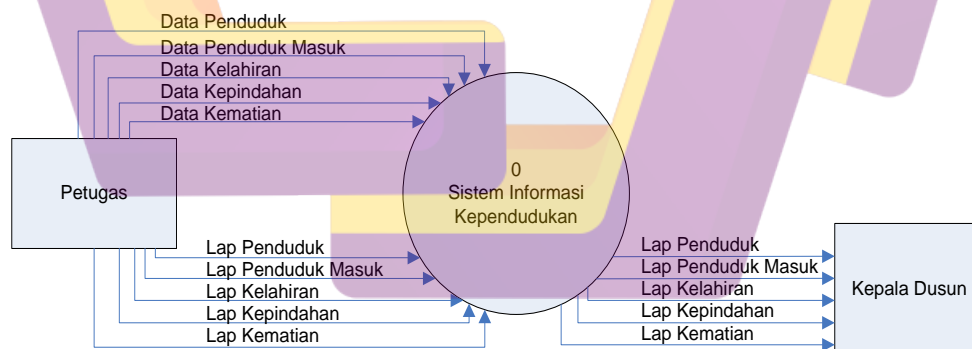 Data Penduduk
Data Penduduk Masuk
Data Kelahiran
Data Kepindahan
Data Kematian
Petugas
0
Sistem Informasi
Kependudukan
Lap Penduduk
Lap Penduduk Masuk
Lap Kelahiran
Lap Kepindahan
Lap Kematian
Lap Penduduk
Lap Penduduk Masuk
Lap Kelahiran
Lap Kepindahan
Lap Kematian
Kepala Dusun